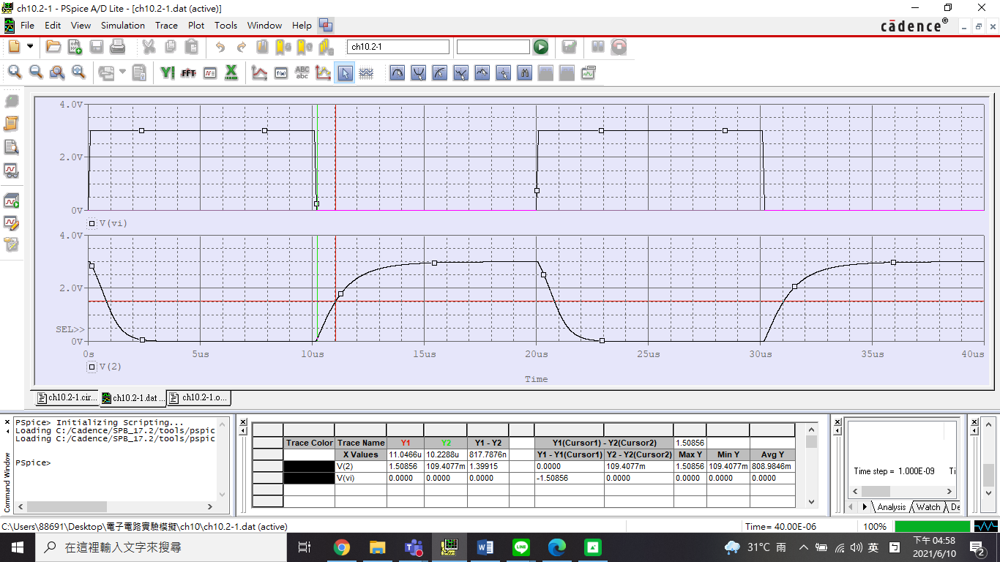 ch10.2-1 - PSpice A/D Lite - [ch10.2-1.dat (active)]
File Edit View Simulation Trace Plot Tools Window Help
cādence®
ch10.2-1
FFT
ABC
abc
4.0V
2.0V
0V
V(vi)
4.0V
2.0V
SEL>>
0V
0s 5us 10us 15us 20us 25us 30us 35us 40us
V(2)
Time
ch10.2-1.cir... ch10.2-1.dat ... ch10.2-1.o...
PSpice> Initializing Scripting...
Loading C:/Cadence/SPB_17.2/tools/pspic
Loading C:/Cadence/SPB_17.2/tools/pspic
PSpice>
Command Window
Trace Color Trace Name Y1 Y2 Y1 - Y2 Y1(Cursor1) - Y2(Cursor2) 1.50856
X Values 11.0466u 10.2288u 817.7876n Y1 - Y1(Cursor1) Y2 - Y2(Cursor2) Max Y Min Y Avg Y
V(2) 1.50856 109.4077m 1.39915 0.0000 109.4077m 1.50856 109.4077m 808.9846m
V(vi) 0.0000 0.0000 0.0000 -1.50856 0.0000 0.0000 0.0000 0.0000
Time step = 1.000E-09 Ti
Analysis Watch De
C:\Users\88691\Desktop\電子電路實驗模擬\ch10\ch10.2-1.dat (active)
Time= 40.00E-06 100%
在這裡輸入文字來搜尋
31°C 雨
英
下午 04:58
2021/6/10
2